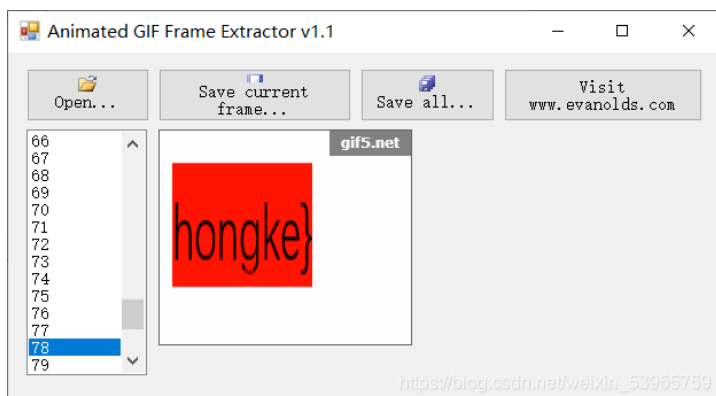 Animated GIF Frame Extractor v1.1
Open...
Save current
frame...
Save all...
Visit
www.evanolds.com
66
67
68
69
70
71
72
73
74
75
76
77
78
79
gif5.net
hongke}
https://blog.csdn.net/weixin_53955759